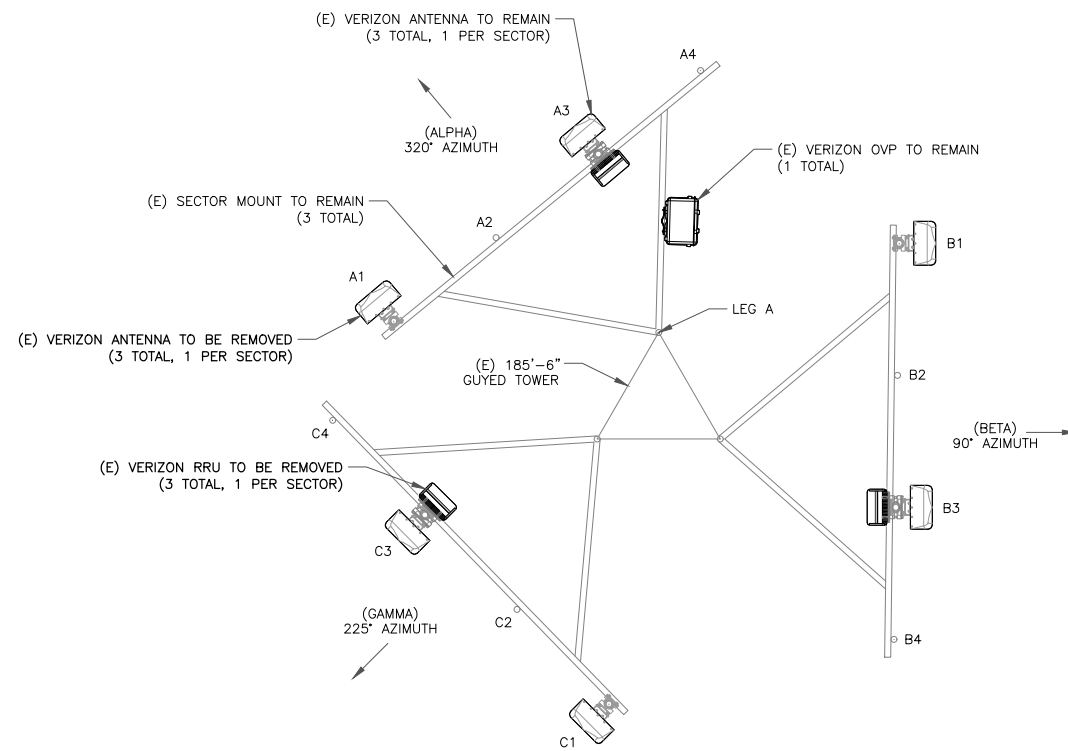 (E) VERIZON ANTENNA TO REMAIN
(3 TOTAL, 1 PER SECTOR)
A4
A3
(ALPHA)
320° AZIMUTH
(E) VERIZON OVP TO REMAIN
(1 TOTAL)
(E) SECTOR MOUNT TO REMAIN
(3 TOTAL)
A2
B1
A1
LEG A
(E) VERIZON ANTENNA TO BE REMOVED
(3 TOTAL, 1 PER SECTOR)
(E) 185'-6"
GUYED TOWER
B2
C4
(BETA)
90° AZIMUTH
(E) VERIZON RRU TO BE REMOVED
(3 TOTAL, 1 PER SECTOR)
B3
C3
(GAMMA)
225° AZIMUTH
C2
B4
C1